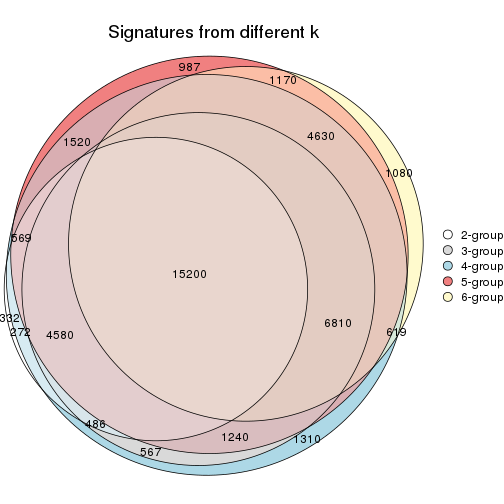 Signatures from different k
987
1170
1520
4630
1080
569
15200
332
272
4580
6810
619
486
1240
1310
567
2-group
3-group
4-group
5-group
6-group